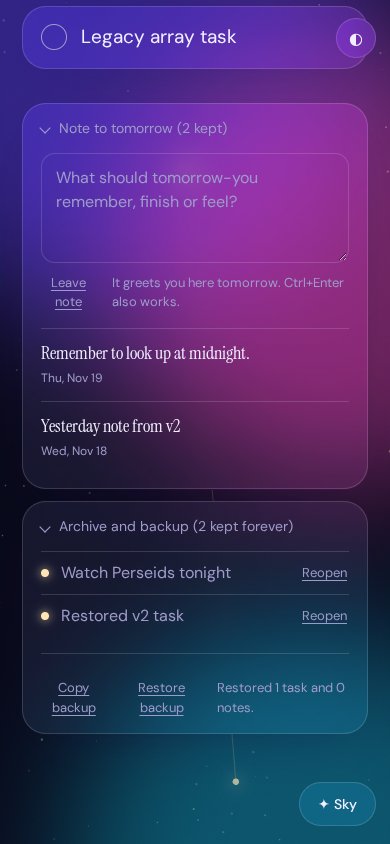 Legacy array task
Note to tomorrow (2 kept)
What should tomorrow-you
remember, finish or feel?
Leave
note
It greets you here tomorrow. Ctrl+Enter
also works.
Remember to look up at midnight.
Thu, Nov 19
Yesterday note from v2
Wed, Nov 18
Archive and backup (2 kept forever)
Watch Perseids tonight
Reopen
Restored v2 task
Reopen
Copy
backup
Restore
backup
Restored 1 task and 0
notes.
✦ Sky